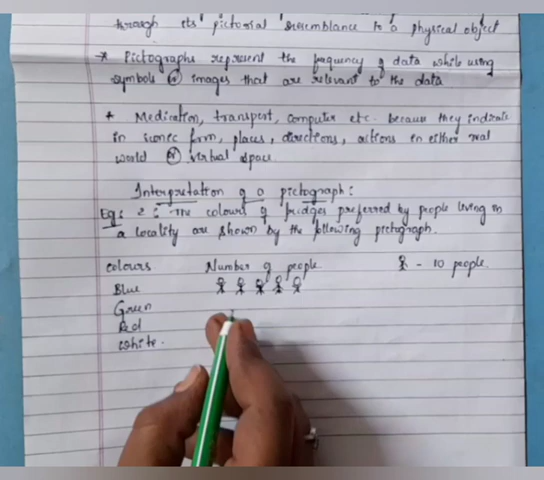 through its pictorial resemblance to a physical object
* Pictographs represent the frequency of data while using
symbols or images that are relevant to the data
* Medication, transport, computer etc. because they indicate
in iconic form, places, directions, actions in either real
world or virtual space
Interpretation of a pictograph:
Eg: 2: The colours of fridges preferred by people living in
a locality are shown by the following pictograph.
colours Number of people - 10 people.
Blue
Green
Red
White.